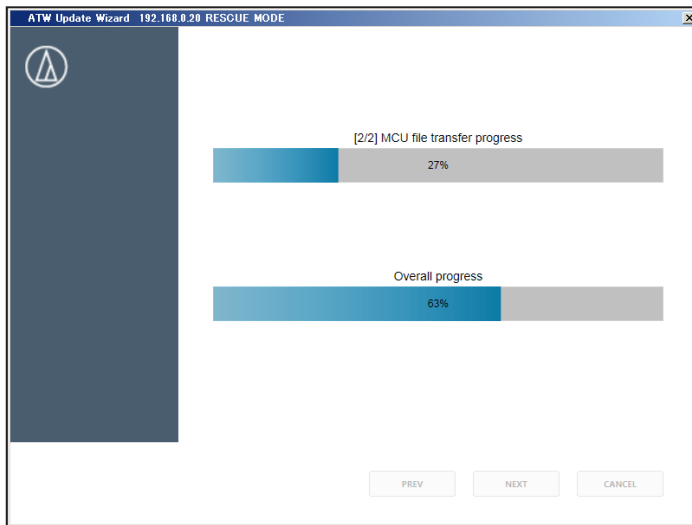 ATW Update Wizard 192.168.0.20 RESCUE MODE
[2/2] MCU file transfer progress
27%
Overall progress
63%
PREV NEXT CANCEL